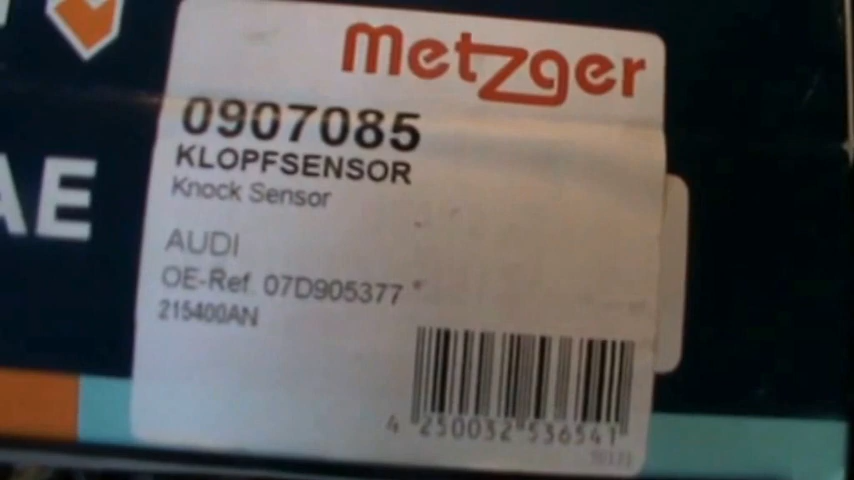 metzger
0907085
KLOPFSENSOR
Knock Sensor
AUDI
OE-Ref. 07D905377 *
215400AN
4 250032 536541
AE